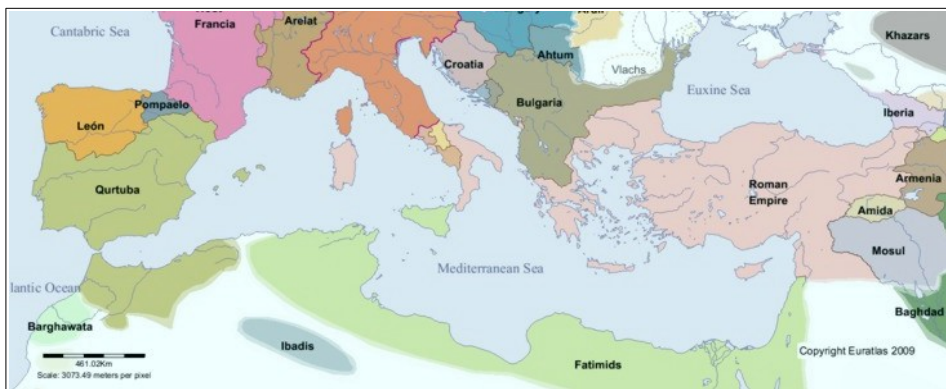 Francia
Arelat
Cantabric Sea
Croatia
Ahtum
Vlachs
Khazars
Pompaelo
León
Bulgaria
Euxine Sea
Iberia
Qurtuba
Roman
Empire
Armenia
Amida
Mosul
Mediterranean Sea
lantic Ocean
Barghawata
Ibadis
Fatimids
Baghdad
461.02Km
Scale: 3073.49 meters per pixel
Copyright Euratlas 2009